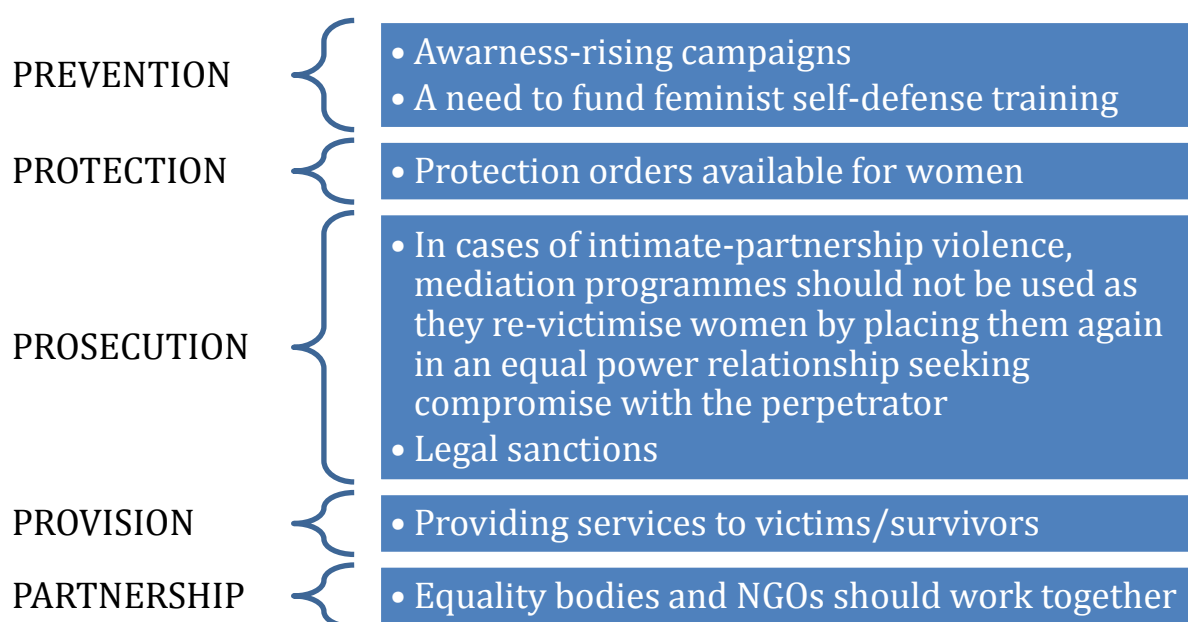 PREVENTION
• Awarness-rising campaigns
• A need to fund feminist self-defense training
PROTECTION
• Protection orders available for women
PROSECUTION
• In cases of intimate-partnership violence,
mediation programmes should not be used as
they re-victimise women by placing them again
in an equal power relationship seeking
compromise with the perpetrator
• Legal sanctions
PROVISION
• Providing services to victims/survivors
PARTNERSHIP
• Equality bodies and NGOs should work together